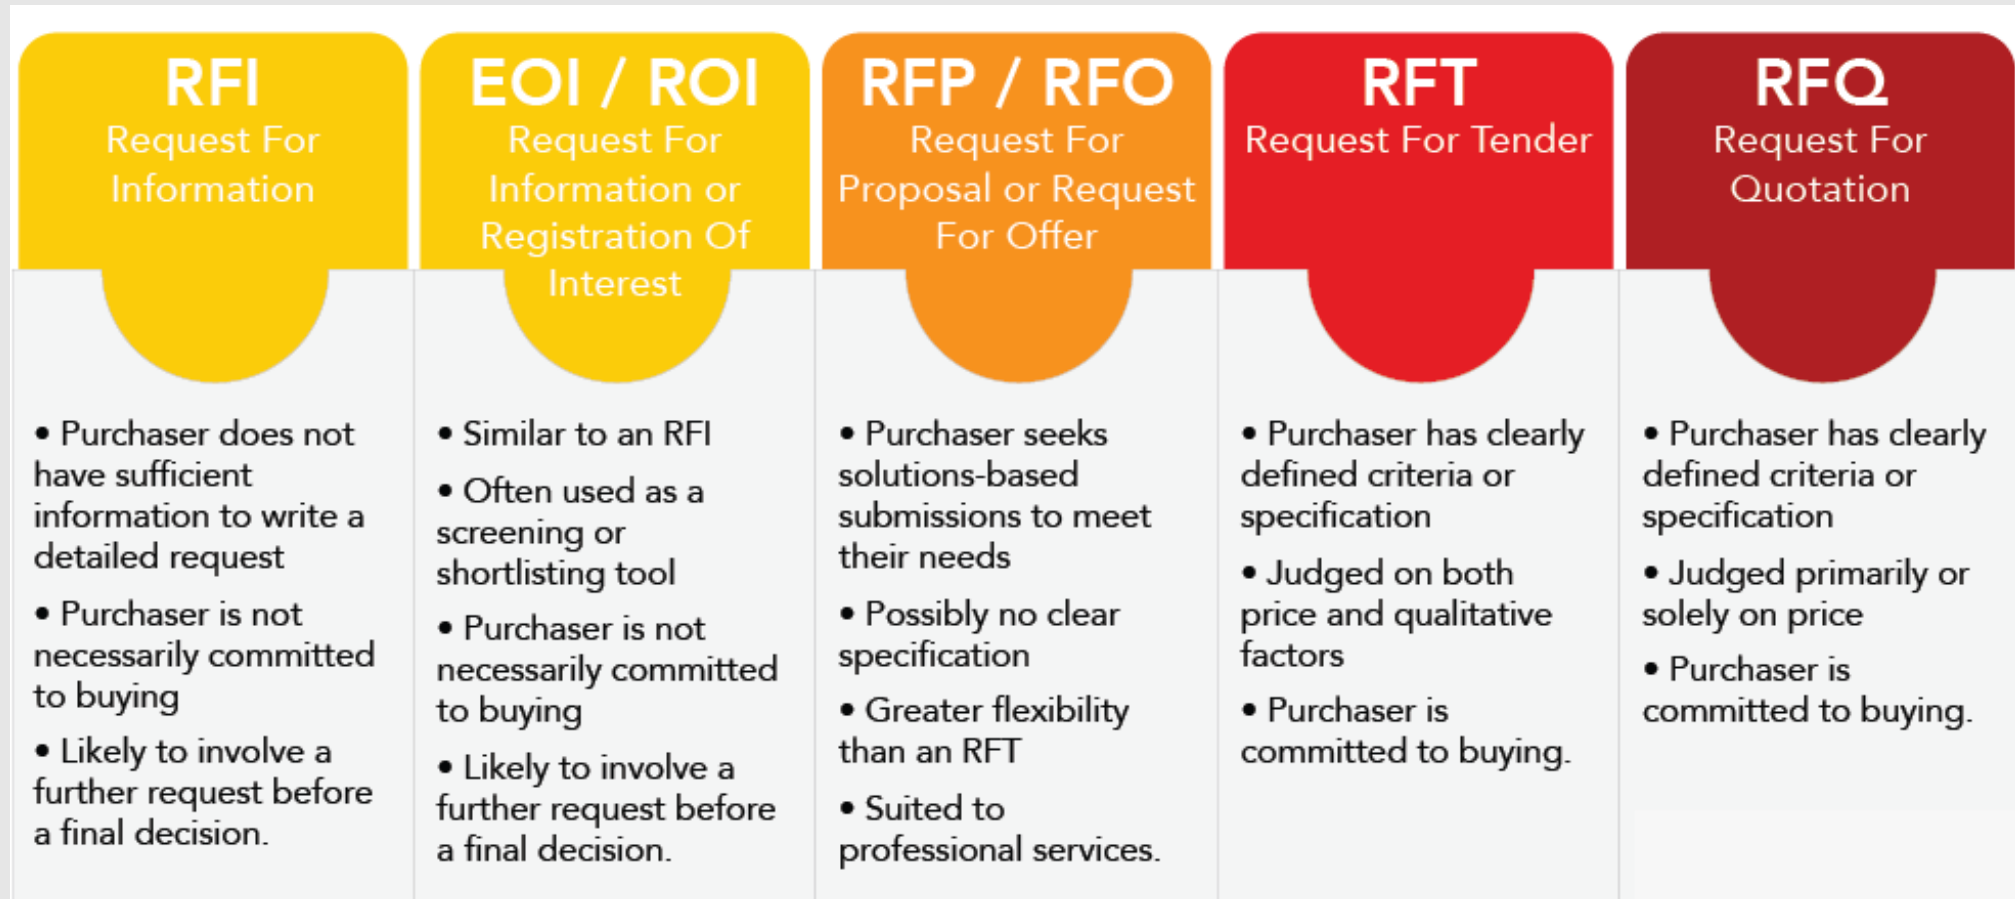 RFI
Request For
Information
EOI / ROI
Request For
Information or
Registration Of
Interest
RFP / RFO
Request For
Proposal or Request
For Offer
RFT
Request For Tender
RFQ
Request For
Quotation
• Purchaser does not
have sufficient
information to write a
detailed request
• Purchaser is not
necessarily committed
to buying
• Likely to involve a
further request before
a final decision.
• Similar to an RFI
• Often used as a
screening or
shortlisting tool
• Purchaser is not
necessarily committed
to buying
• Likely to involve a
further request before
a final decision.
• Purchaser seeks
solutions-based
submissions to meet
their needs
• Possibly no clear
specification
• Greater flexibility
than an RFT
• Suited to
professional services.
• Purchaser has clearly
defined criteria or
specification
• Judged on both
price and qualitative
factors
• Purchaser is
committed to buying.
• Purchaser has clearly
defined criteria or
specification
• Judged primarily or
solely on price
• Purchaser is
committed to buying.